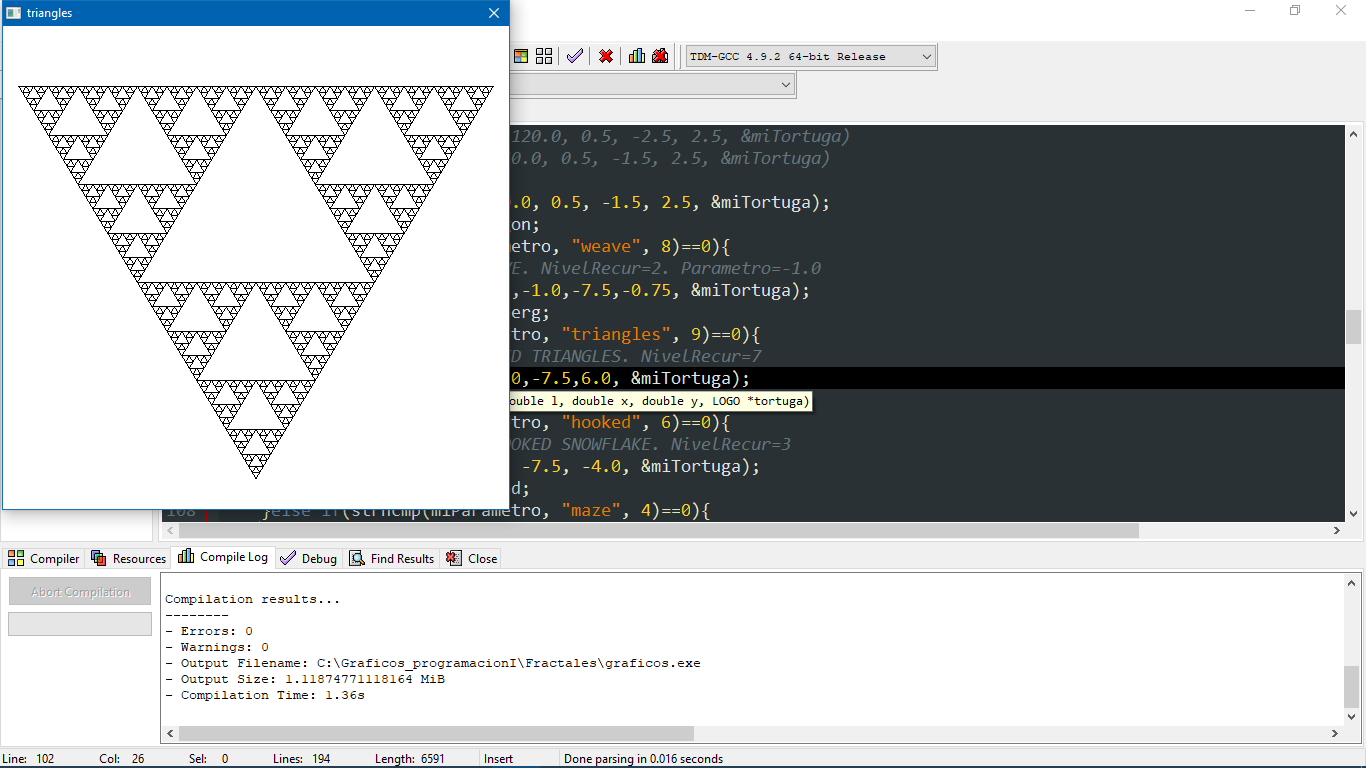 triangles
TDM-GCC 4.9.2 64-bit Release
120.0, 0.5, -2.5, 2.5, &miTortuga)
0.0, 0.5, -1.5, 2.5, &miTortuga)
.0, 0.5, -1.5, 2.5, &miTortuga);
on;
etro, "weave", 8)==0){
E. NivelRecur=2. Parametro=-1.0
,-1.0,-7.5,-0.75, &miTortuga);
erg;
tro, "triangles", 9)==0){
D TRIANGLES. NivelRecur=7
0,-7.5,6.0, &miTortuga);
ouble l, double x, double y, LOGO *tortuga)
tro, "hooked", 6)==0){
OKED SNOWFLAKE. NivelRecur=3
, -7.5, -4.0, &miTortuga);
d;
108 }else if(strncmp(miParametro, "maze", 4)==0){
Compiler Resources Compile Log Debug Find Results Close
Abort Compilation
Compilation results...
--------
- Errors: 0
- Warnings: 0
- Output Filename: C:\Graficos_programacionI\Fractales\graficos.exe
- Output Size: 1.11874771118164 MiB
- Compilation Time: 1.36s
Line: 102 Col: 26 Sel: 0 Lines: 194 Length: 6591 Insert Done parsing in 0.016 seconds